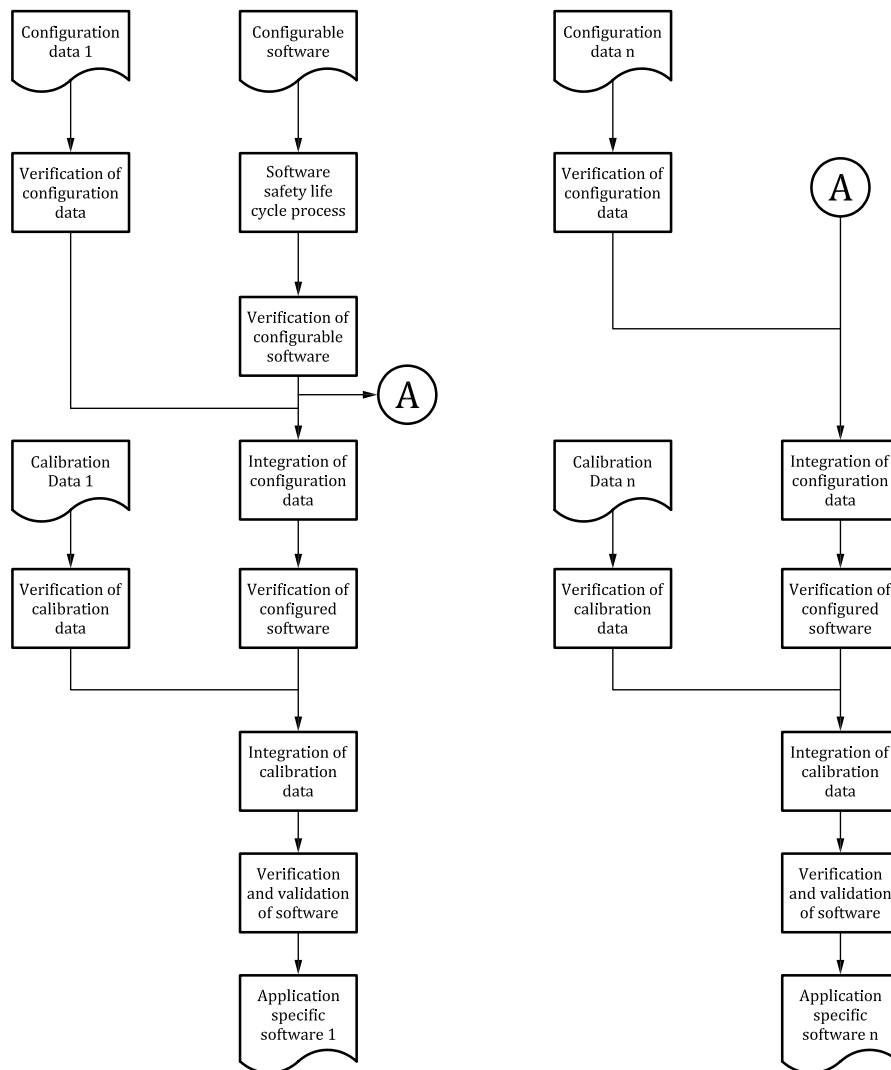 Configuration
data 1
Configurable
software
Configuration
data n
Verification of
configuration
data
Software
safety life
cycle process
Verification of
configuration
data
A
Verification of
configurable
software
A
Calibration
Data 1
Integration of
configuration
data
Calibration
Data n
Integration of
configuration
data
Verification of
calibration
data
Verification of
configured
software
Verification of
calibration
data
Verification of
configured
software
Integration of
calibration
data
Integration of
calibration
data
Verification
and validation
of software
Verification
and validation
of software
Application
specific
software 1
Application
specific
software n